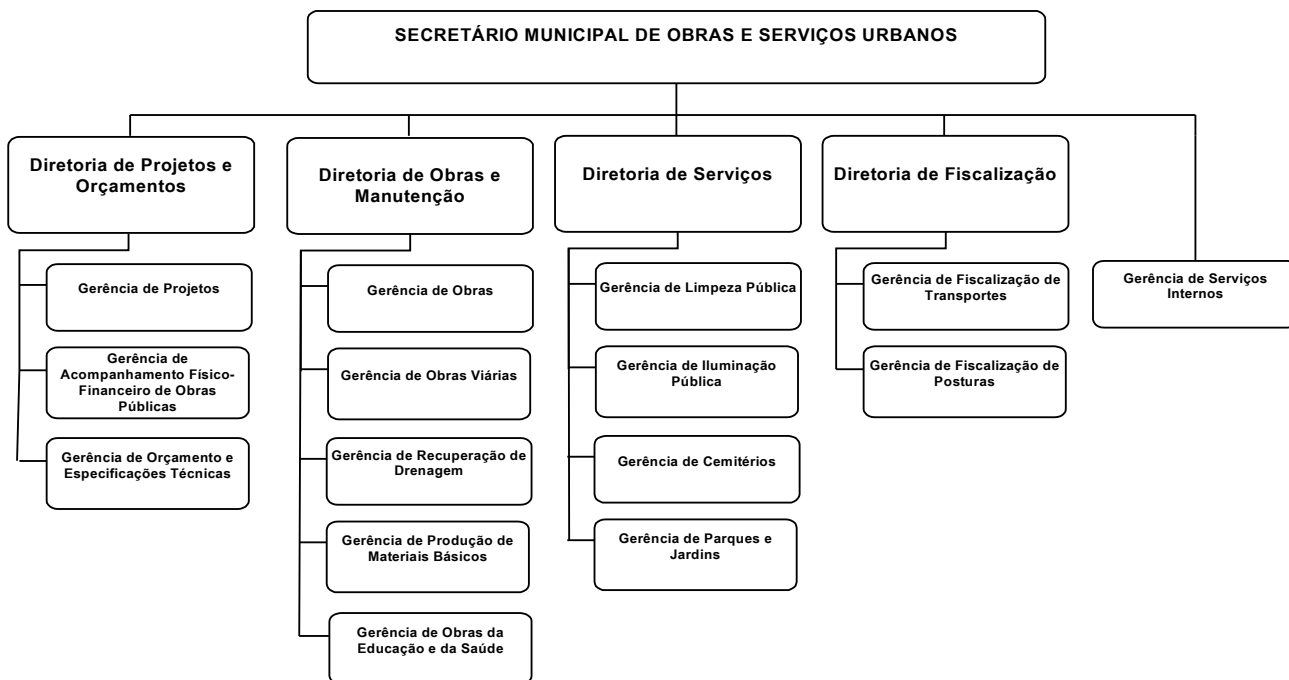 SECRETÁRIO MUNICIPAL DE OBRAS E SERVIÇOS URBANOS
Diretoria de Projetos e
Orçamentos
Diretoria de Obras e
Manutenção
Diretoria de Serviços
Diretoria de Fiscalização
Gerência de Projetos
Gerência de
Acompanhamento Físico-
Financeiro de Obras
Públicas
Gerência de Orçamento e
Especificações Técnicas
Gerência de Obras
Gerência de Obras Viárias
Gerência de Recuperação de
Drenagem
Gerência de Produção de
Materiais Básicos
Gerência de Obras da
Educação e da Saúde
Gerência de Limpeza Pública
Gerência de Iluminação
Pública
Gerência de Cemitérios
Gerência de Parques e
Jardins
Gerência de Fiscalização de
Transportes
Gerência de Fiscalização de
Posturas
Gerência de Serviços
Internos